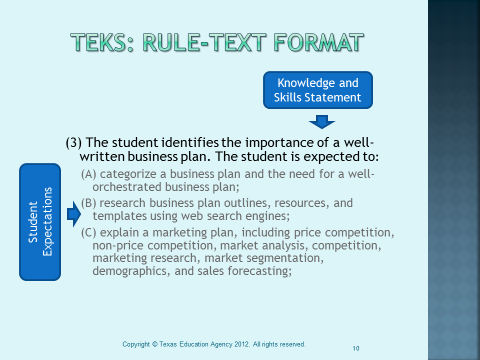 TEKS: RULE-TEXT FORMAT
Knowledge and
Skills Statement
(3) The student identifies the importance of a well-
written business plan. The student is expected to:
Student
Expectations
(A) categorize a business plan and the need for a well-
orchestrated business plan;
(B) research business plan outlines, resources, and
templates using web search engines;
(C) explain a marketing plan, including price competition,
non-price competition, market analysis, competition,
marketing research, market segmentation,
demographics, and sales forecasting;
Copyright © Texas Education Agency 2012. All rights reserved.
10